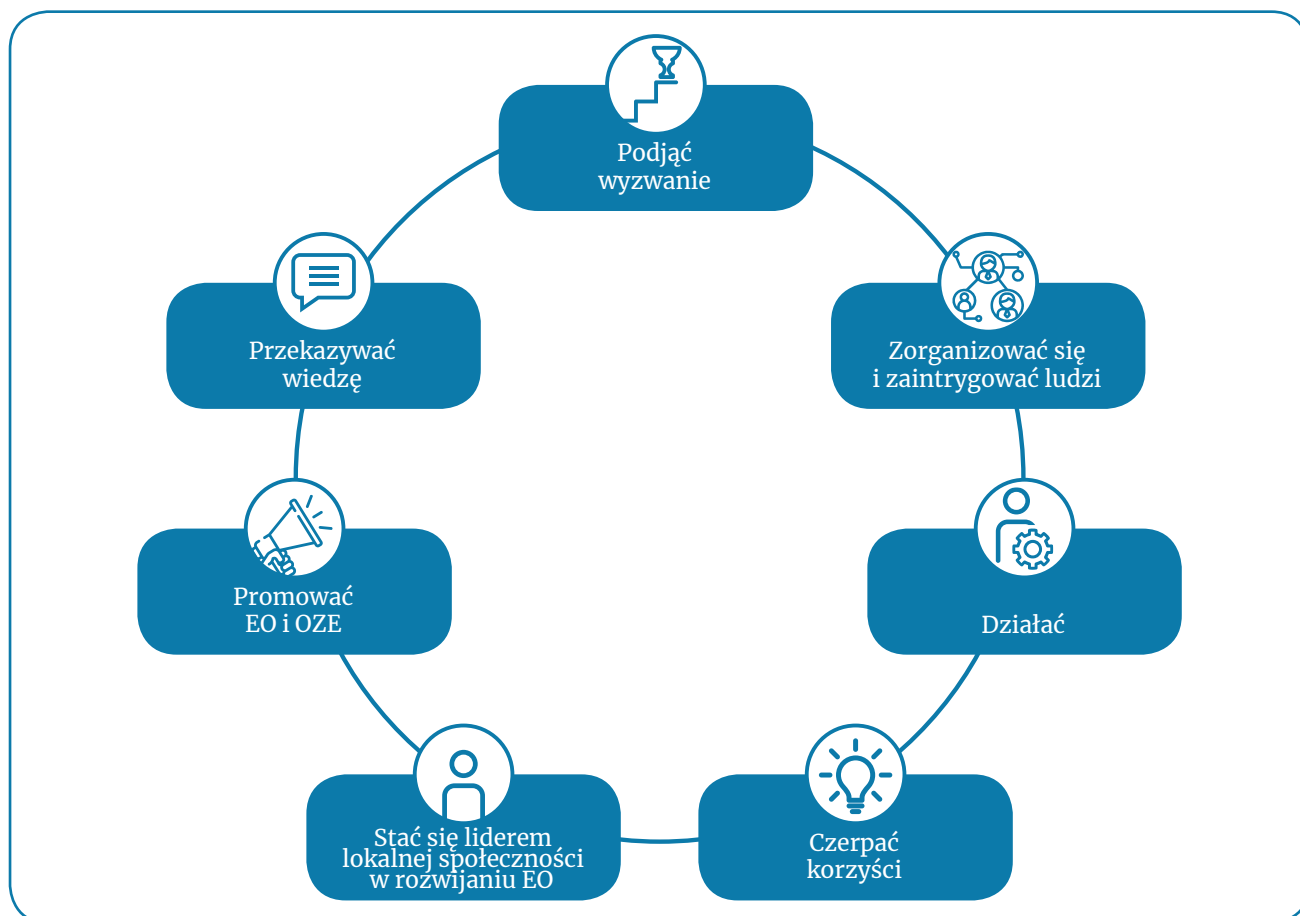 Podjąć
wyzwanie
Zorganizować się
i zaintrygować ludzi
Działać
Czerpać
korzyści
Stać się liderem
lokalnej społeczności
w rozwijaniu EO
Promować
EO i OZE
Przekazywać
wiedzę